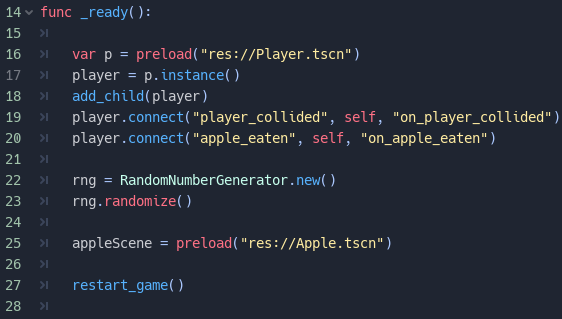 14 func _ready():
15
16 var p = preload("res://Player.tscn")
17 player = p.instance()
18 add_child(player)
19 player.connect("player_collided", self, "on_player_collided")
20 player.connect("apple_eaten", self, "on_apple_eaten")
21
22 rng = RandomNumberGenerator.new()
23 rng.randomize()
24
25 appleScene = preload("res://Apple.tscn")
26
27 restart_game()
28